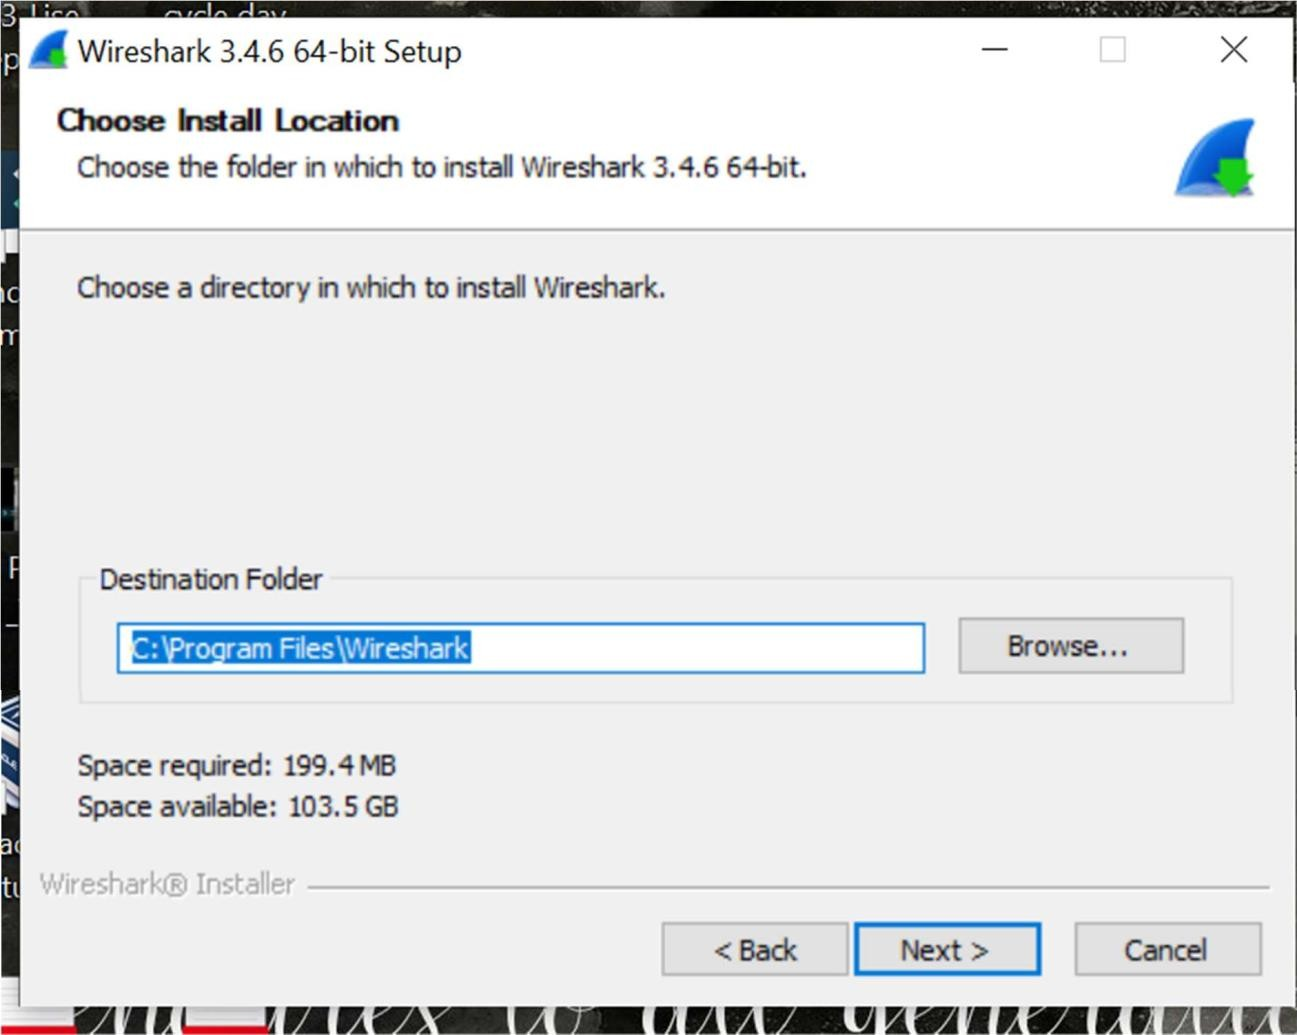 cycle day
Wireshark 3.4.6 64-bit Setup
Choose Install Location
Choose the folder in which to install Wireshark 3.4.6 64-bit.
Choose a directory in which to install Wireshark.
Destination Folder
C:\Program Files\Wireshark
Browse...
Space required: 199.4 MB
Space available: 103.5 GB
Wireshark® Installer
< Back
Next >
Cancel